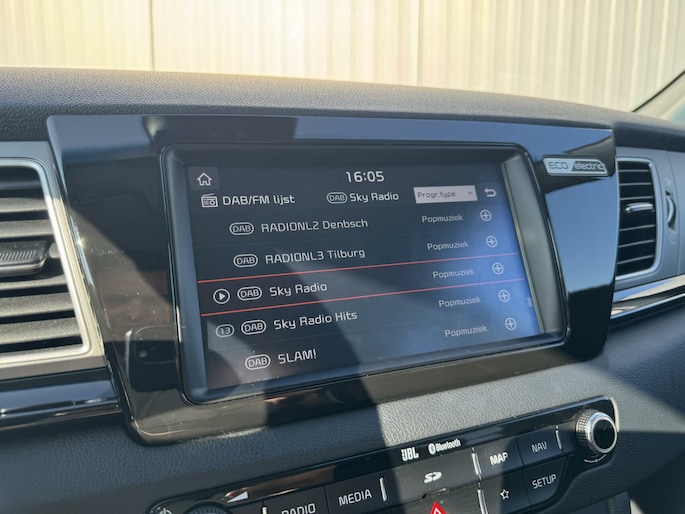 16:05
DAB/FM lijst DAB Sky Radio Progr.type
DAB RADIONL2 Denbsch Popmuziek
DAB RADIONL3 Tilburg Popmuziek
DAB Sky Radio Popmuziek
13 DAB Sky Radio Hits Popmuziek
DAB SLAM! Popmuziek
ECO electric
JBL Bluetooth
RADIO MEDIA SD MAP NAV
SETUP